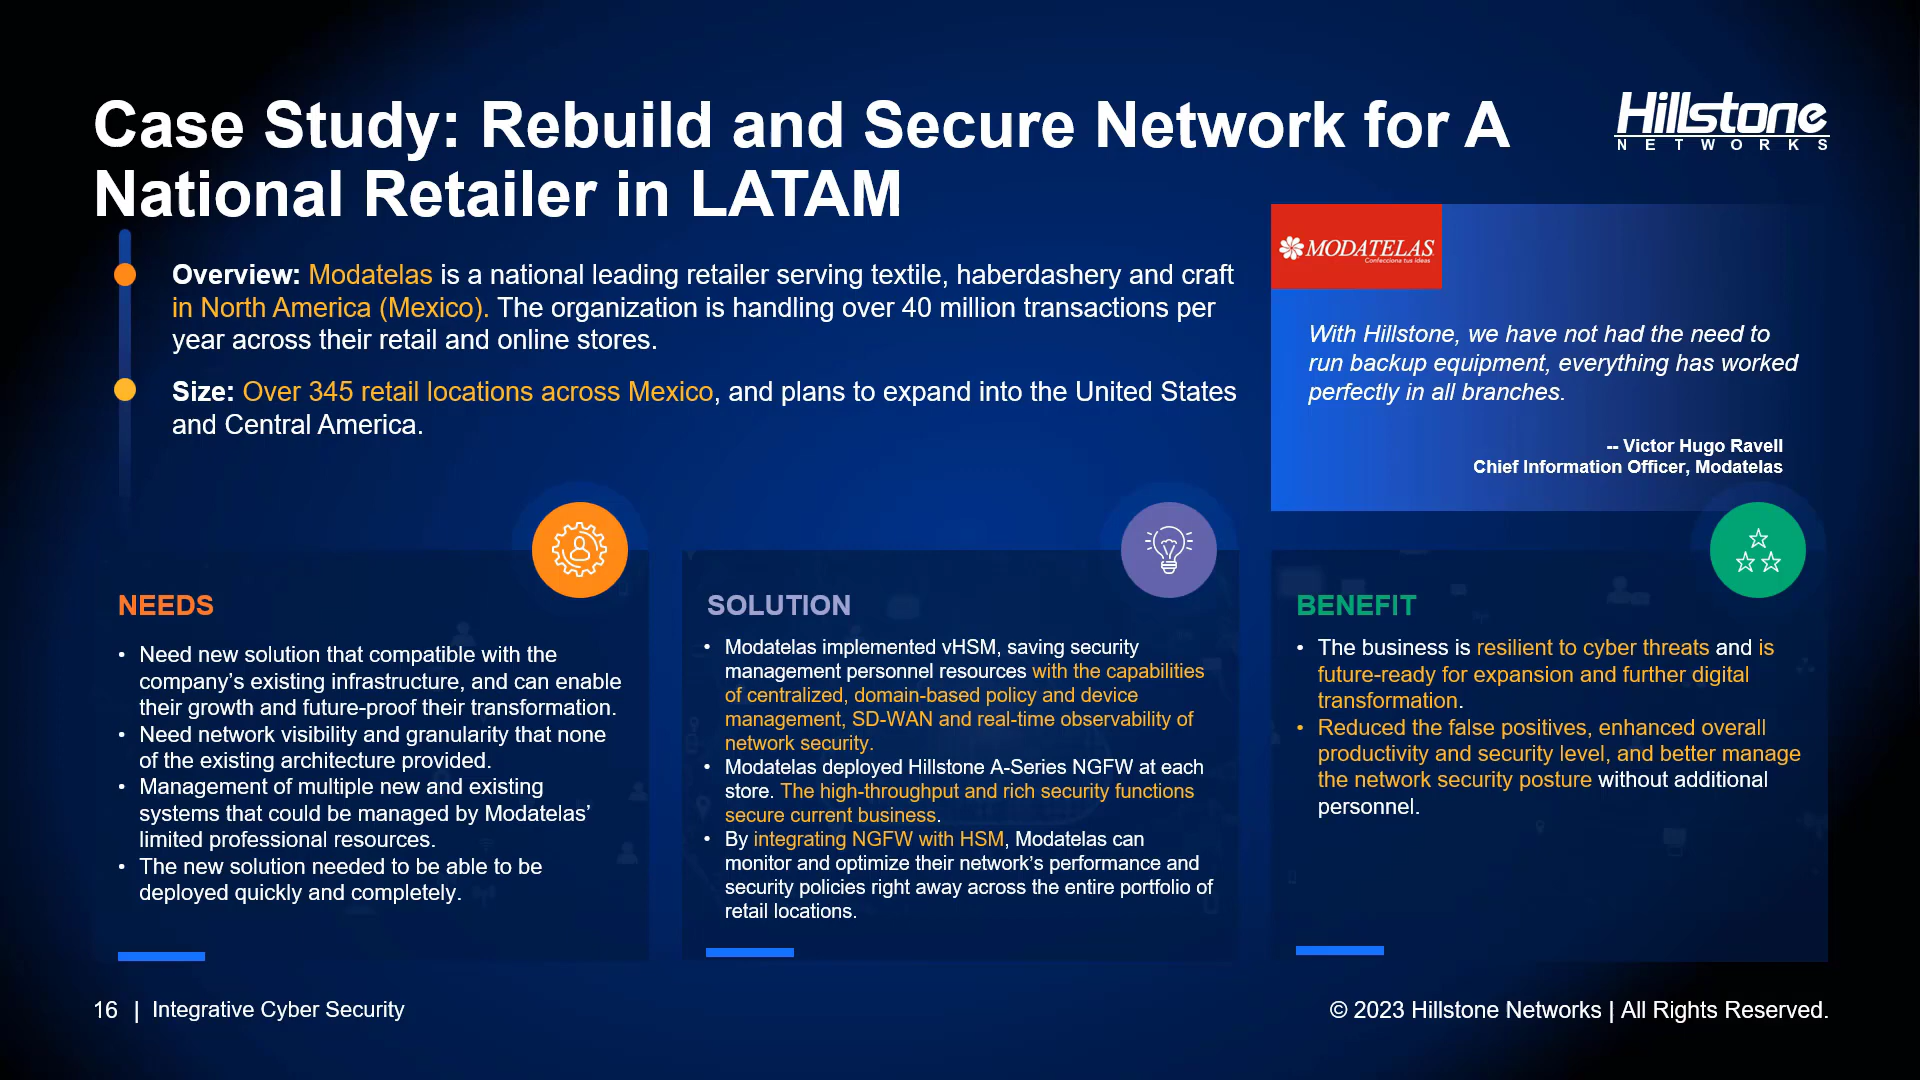 Case Study: Rebuild and Secure Network for A
National Retailer in LATAM
Hillstone
NETWORKS
Overview: Modatelas is a national leading retailer serving textile, haberdashery and craft
in North America (Mexico). The organization is handling over 40 million transactions per
year across their retail and online stores.
Size: Over 345 retail locations across Mexico, and plans to expand into the United States
and Central America.
MODATELAS
Confecciona tus ideas
With Hillstone, we have not had the need to
run backup equipment, everything has worked
perfectly in all branches.
-- Victor Hugo Ravell
Chief Information Officer, Modatelas
NEEDS
• Need new solution that compatible with the
company’s existing infrastructure, and can enable
their growth and future-proof their transformation.
• Need network visibility and granularity that none
of the existing architecture provided.
• Management of multiple new and existing
systems that could be managed by Modatelas’
limited professional resources.
• The new solution needed to be able to be
deployed quickly and completely.
SOLUTION
• Modatelas implemented vHSM, saving security
management personnel resources with the capabilities
of centralized, domain-based policy and device
management, SD-WAN and real-time observability of
network security.
• Modatelas deployed Hillstone A-Series NGFW at each
store. The high-throughput and rich security functions
secure current business.
• By integrating NGFW with HSM, Modatelas can
monitor and optimize their network’s performance and
security policies right away across the entire portfolio of
retail locations.
BENEFIT
• The business is resilient to cyber threats and is
future-ready for expansion and further digital
transformation.
• Reduced the false positives, enhanced overall
productivity and security level, and better manage
the network security posture without additional
personnel.
16 | Integrative Cyber Security
© 2023 Hillstone Networks | All Rights Reserved.